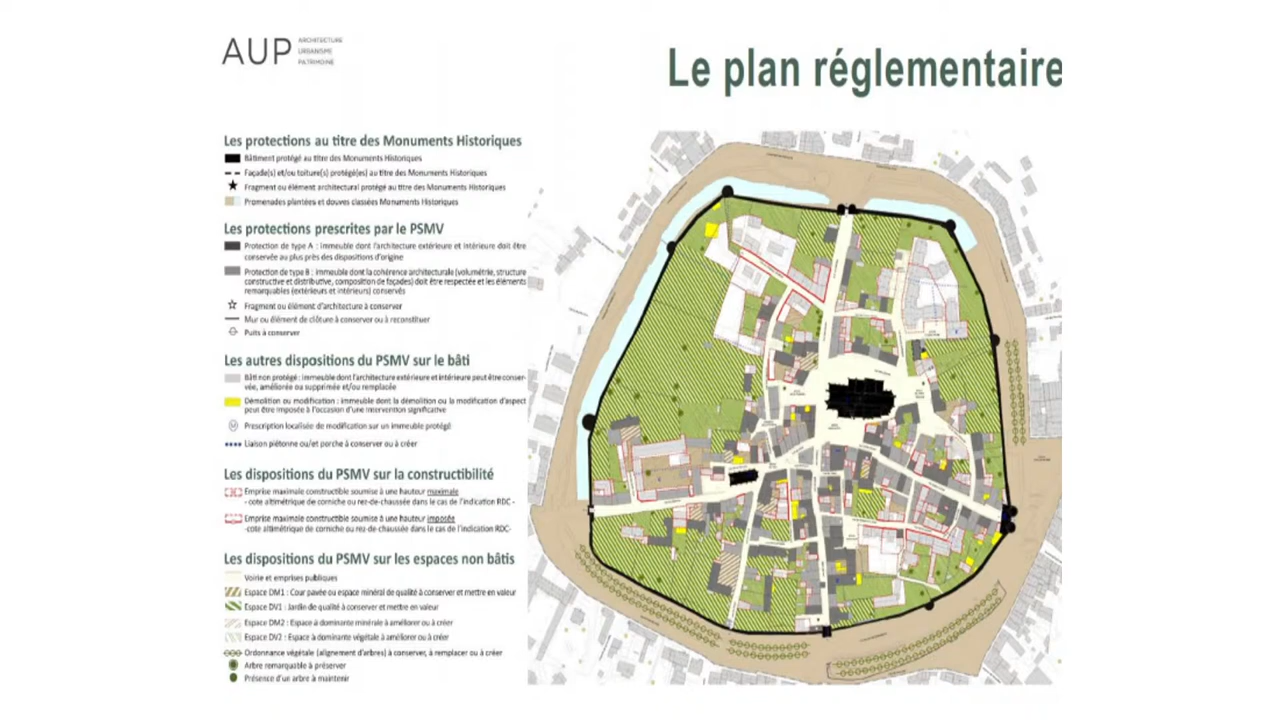 AUP
ARCHITECTURE
URBANISME
PATRIMOINE
Le plan réglementaire
Les protections au titre des Monuments Historiques
Bâtiment protégé au titre des Monuments Historiques
Façade(s) et/ou toiture(s) protégé(es) au titre des Monuments Historiques
Fragment ou élément architectural protégé au titre des Monuments Historiques
Promenades plantées et douves classées Monuments Historiques
Les protections prescrites par le PSMV
Protection de type A : immeuble dont l'architecture extérieure et intérieure doit être
conservée au plus près des dispositions d'origine
Protection de type B : immeuble dont la cohérence architecturale (volumétrie, structure
constructive et distributive, composition de façades) doit être respectée et les éléments
remarquables (extérieurs et intérieurs) conservés
Fragment ou élément d'architecture à conserver
Mur ou élément de clôture à conserver ou à reconstituer
Puits à conserver
Les autres dispositions du PSMV sur le bâti
Bâti non protégé : immeuble dont l'architecture extérieure et intérieure peut être conser-
vée, améliorée ou supprimée et/ou remplacée
Démolition ou modification : immeuble dont la démolition ou la modification d'aspect
peut être imposée à l'occasion d'une intervention significative
M
Prescription localisée de modification sur un immeuble protégé
Liaison piétonne ou/et porche à conserver ou à créer
Les dispositions du PSMV sur la constructibilité
Emprise maximale constructible soumise à une hauteur maximale
- cote altimétrique de corniche ou rez-de-chaussée dans le cas de l'indication RDC -
Emprise maximale constructible soumise à une hauteur imposée
-cote altimétrique de corniche ou rez-de-chaussée dans le cas de l'indication RDC-
Les dispositions du PSMV sur les espaces non bâtis
Voirie et emprises publiques
Espace DM1 : Cour pavée ou espace minéral de qualité à conserver et mettre en valeur
Espace DV1 : Jardin de qualité à conserver et mettre en valeur
Espace DM2 : Espace à dominante minérale à améliorer ou à créer
Espace DV2 : Espace à dominante végétale à améliorer ou à créer
Ordonnance végétale (alignement d'arbres) à conserver, à remplacer ou à créer
Arbre remarquable à préserver
Présence d'un arbre à maintenir